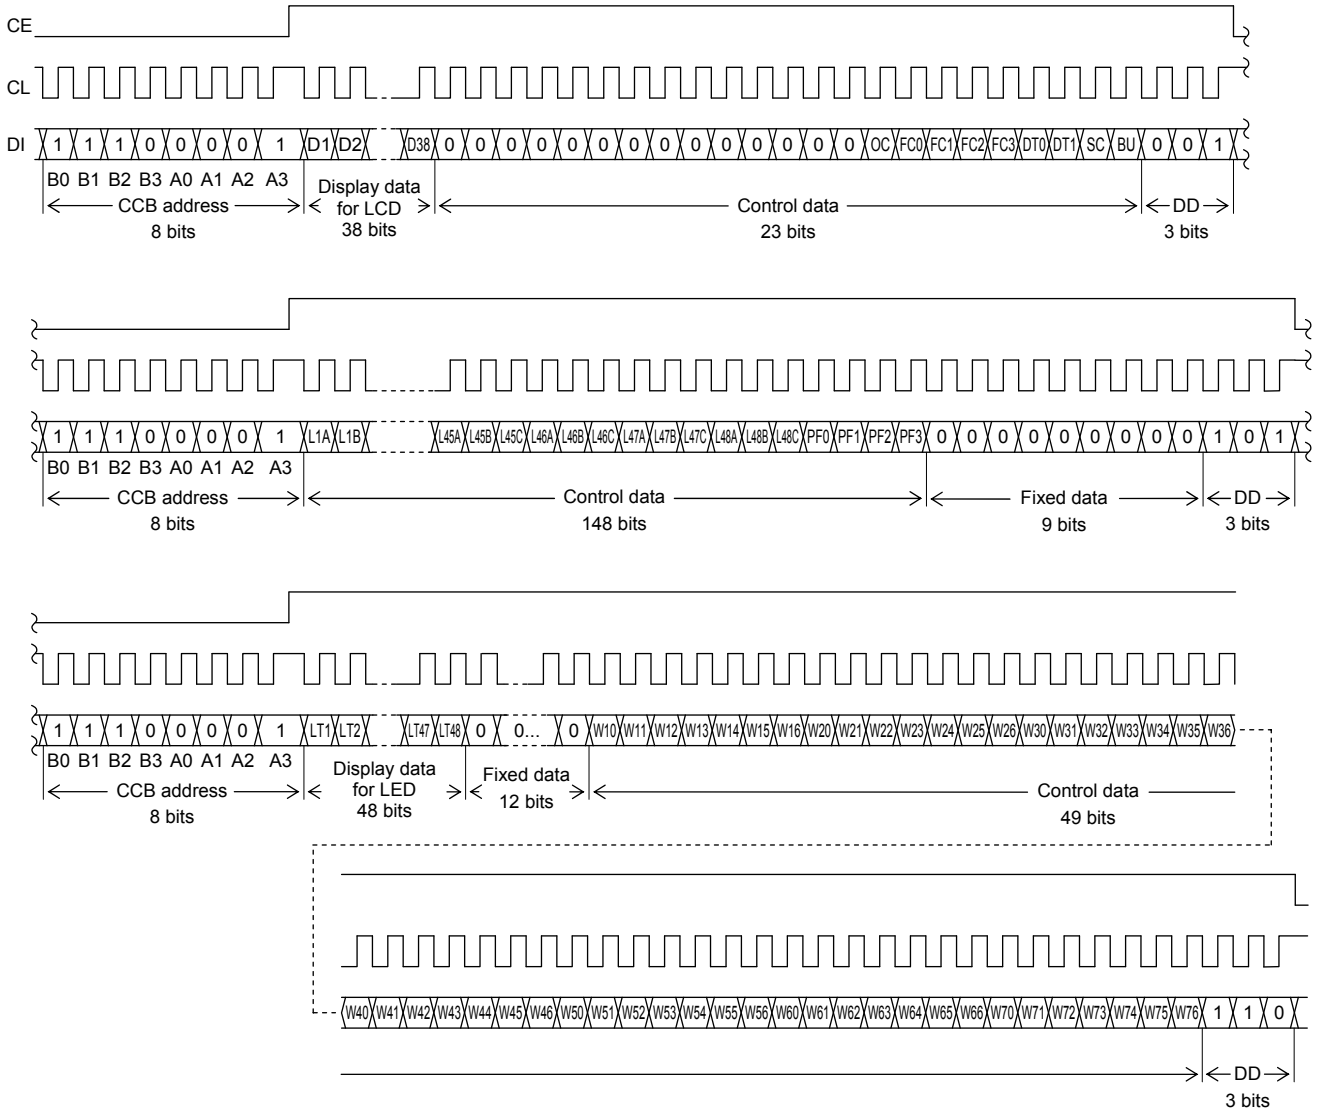 CE
CL
DI 1 1 1 0 0 0 0 1 D1 D2 D38 0 0 0 0 0 0 0 0 0 0 0 0 0 0 OC FC0 FC1 FC2 FC3 DT0 DT1 SC BU 0 0 1
B0 B1 B2 B3 A0 A1 A2 A3
CCB address
8 bits
Display data
for LCD
38 bits
Control data
23 bits
DD
3 bits
1 1 1 0 0 0 0 1 L1A L1B L45A L45B L45C L46A L46B L46C L47A L47B L47C L48A L48B L48C PF0 PF1 PF2 PF3 0 0 0 0 0 0 0 0 0 1 0 1
B0 B1 B2 B3 A0 A1 A2 A3
CCB address
8 bits
Control data
148 bits
Fixed data
9 bits
DD
3 bits
1 1 1 0 0 0 0 1 LT1 LT2 LT47 LT48 0 0... 0 W10 W11 W12 W13 W14 W15 W16 W20 W21 W22 W23 W24 W25 W26 W30 W31 W32 W33 W34 W35 W36
B0 B1 B2 B3 A0 A1 A2 A3
CCB address
8 bits
Display data
for LED
48 bits
Fixed data
12 bits
Control data
49 bits
W40 W41 W42 W43 W44 W45 W46 W50 W51 W52 W53 W54 W55 W56 W60 W61 W62 W63 W64 W65 W66 W70 W71 W72 W73 W74 W75 W76 1 1 0
DD
3 bits